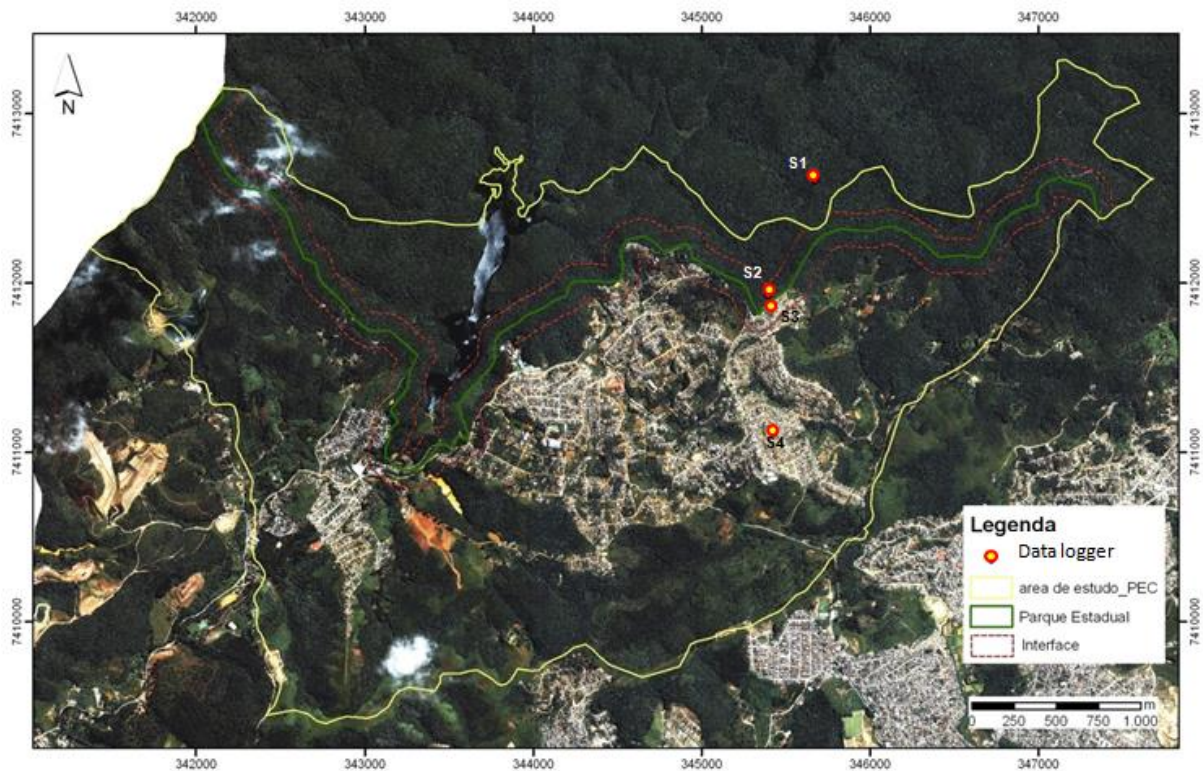 342000 343000 344000 345000 346000 347000
7413000 7413000
N
S1
7412000 7412000
S2
S3
7411000 7411000
S4
Legenda
Data logger
area de estudo_PEC
7410000 7410000
Parque Estadual
Interface
m
0 250 500 750 1.000
342000 343000 344000 345000 346000 347000